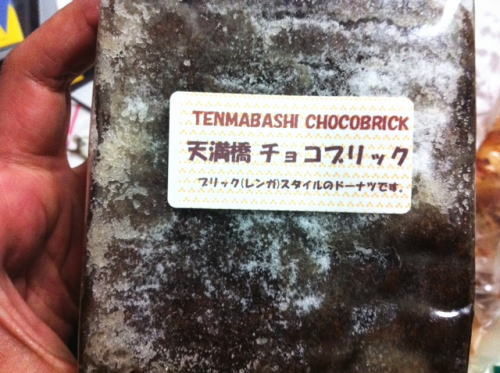 TENMABASHI CHOCOBRICK
天満橋 チョコブリック
ブリック(レンガ)スタイルのドーナツです。